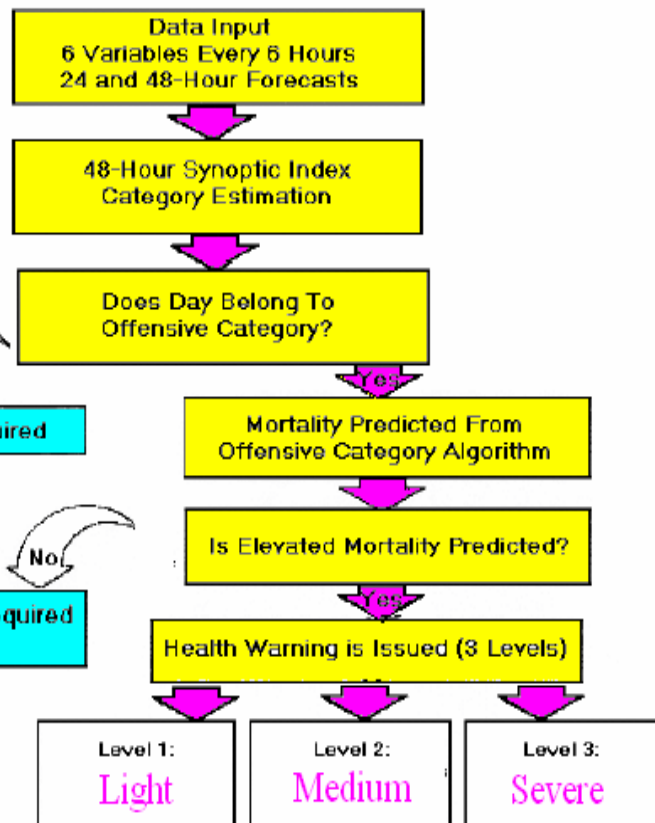 Data Input
6 Variables Every 6 Hours
24 and 48-Hour Forecasts
48-Hour Synoptic Index
Category Estimation
Does Day Belong To
Offensive Category?
Yes
Mortality Predicted From
Offensive Category Algorithm
Is Elevated Mortality Predicted?
No
Yes
Health Warning is Issued (3 Levels)
Level 1:
Light
Level 2:
Medium
Level 3:
Severe